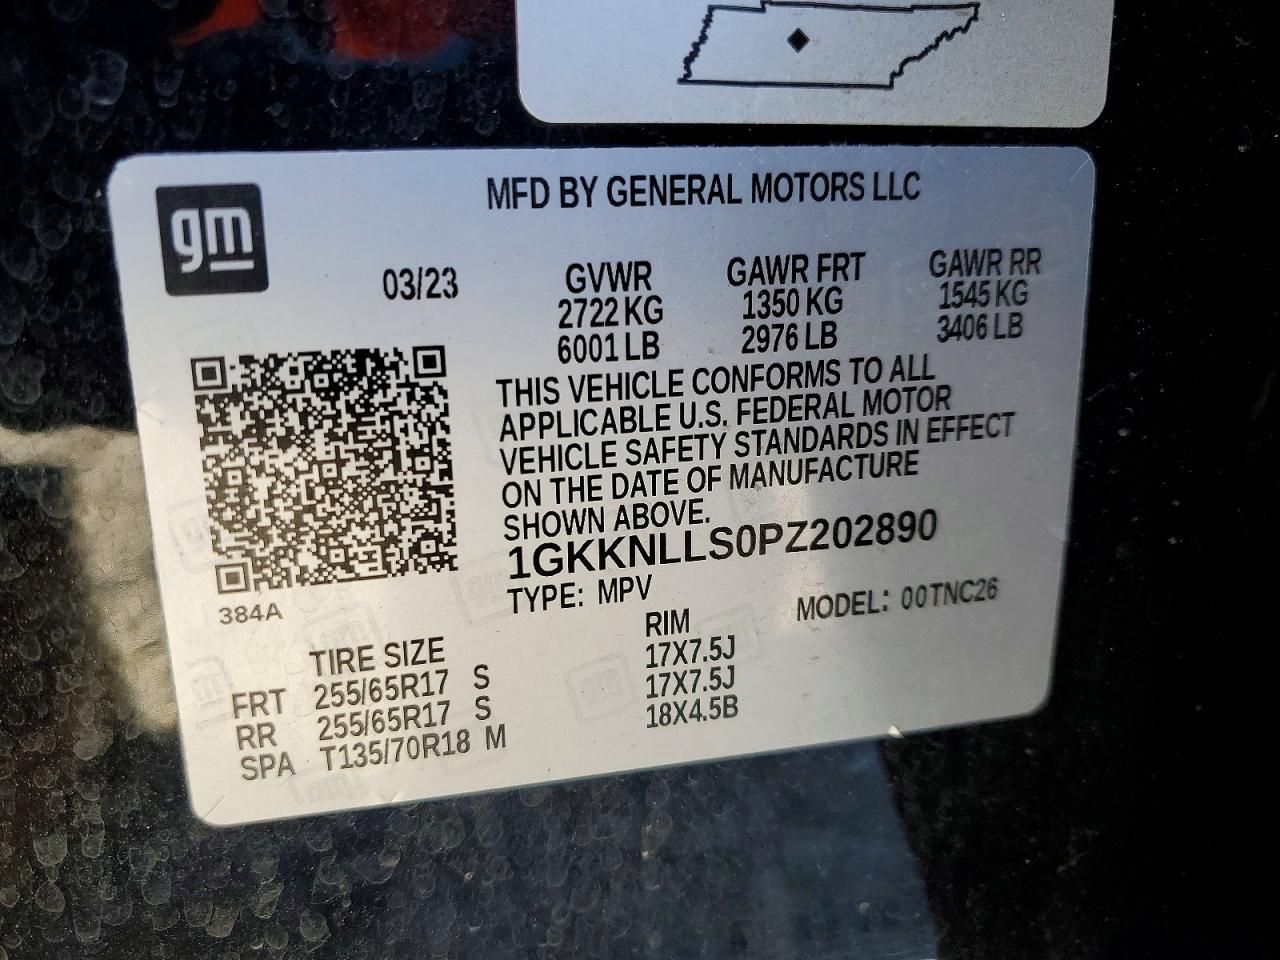 gm
MFD BY GENERAL MOTORS LLC
03/23
GVWR GAWR FRT GAWR RR
2722 KG 1350 KG 1545 KG
6001 LB 2976 LB 3406 LB
THIS VEHICLE CONFORMS TO ALL
APPLICABLE U.S. FEDERAL MOTOR
VEHICLE SAFETY STANDARDS IN EFFECT
ON THE DATE OF MANUFACTURE
SHOWN ABOVE.
1GKKNLLS0PZ202890
TYPE: MPV MODEL: 00TNC26
384A
TIRE SIZE RIM
FRT 255/65R17 S 17X7.5J
RR 255/65R17 S 17X7.5J
SPA T135/70R18 M 18X4.5B